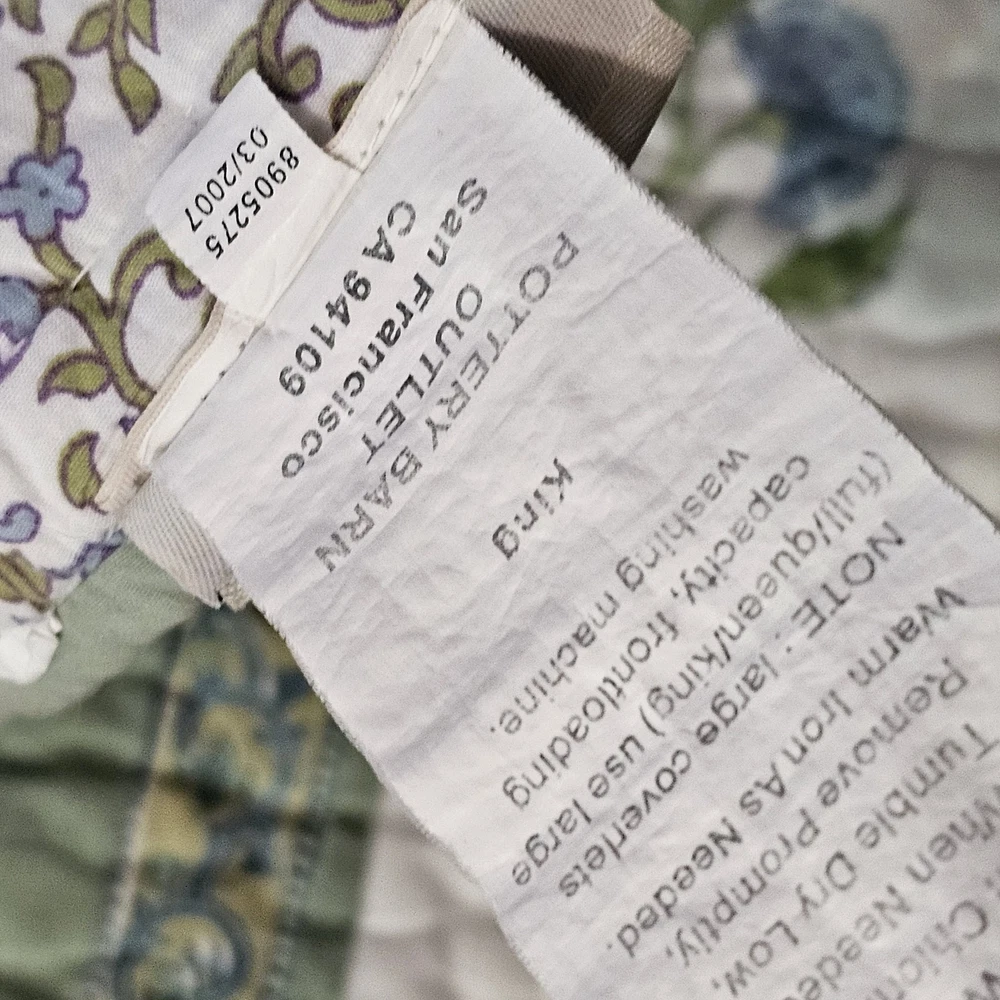 When Neede
Tumble Dry Low,
Remove Promptly,
Warm Iron As Needed.
NOTE: large coverlets
(full/queen/king) use large
capacity, frontloading
washing machine.
King
POTTERY BARN
OUTLET
San Francisco
CA 94109
8905275
03/2007